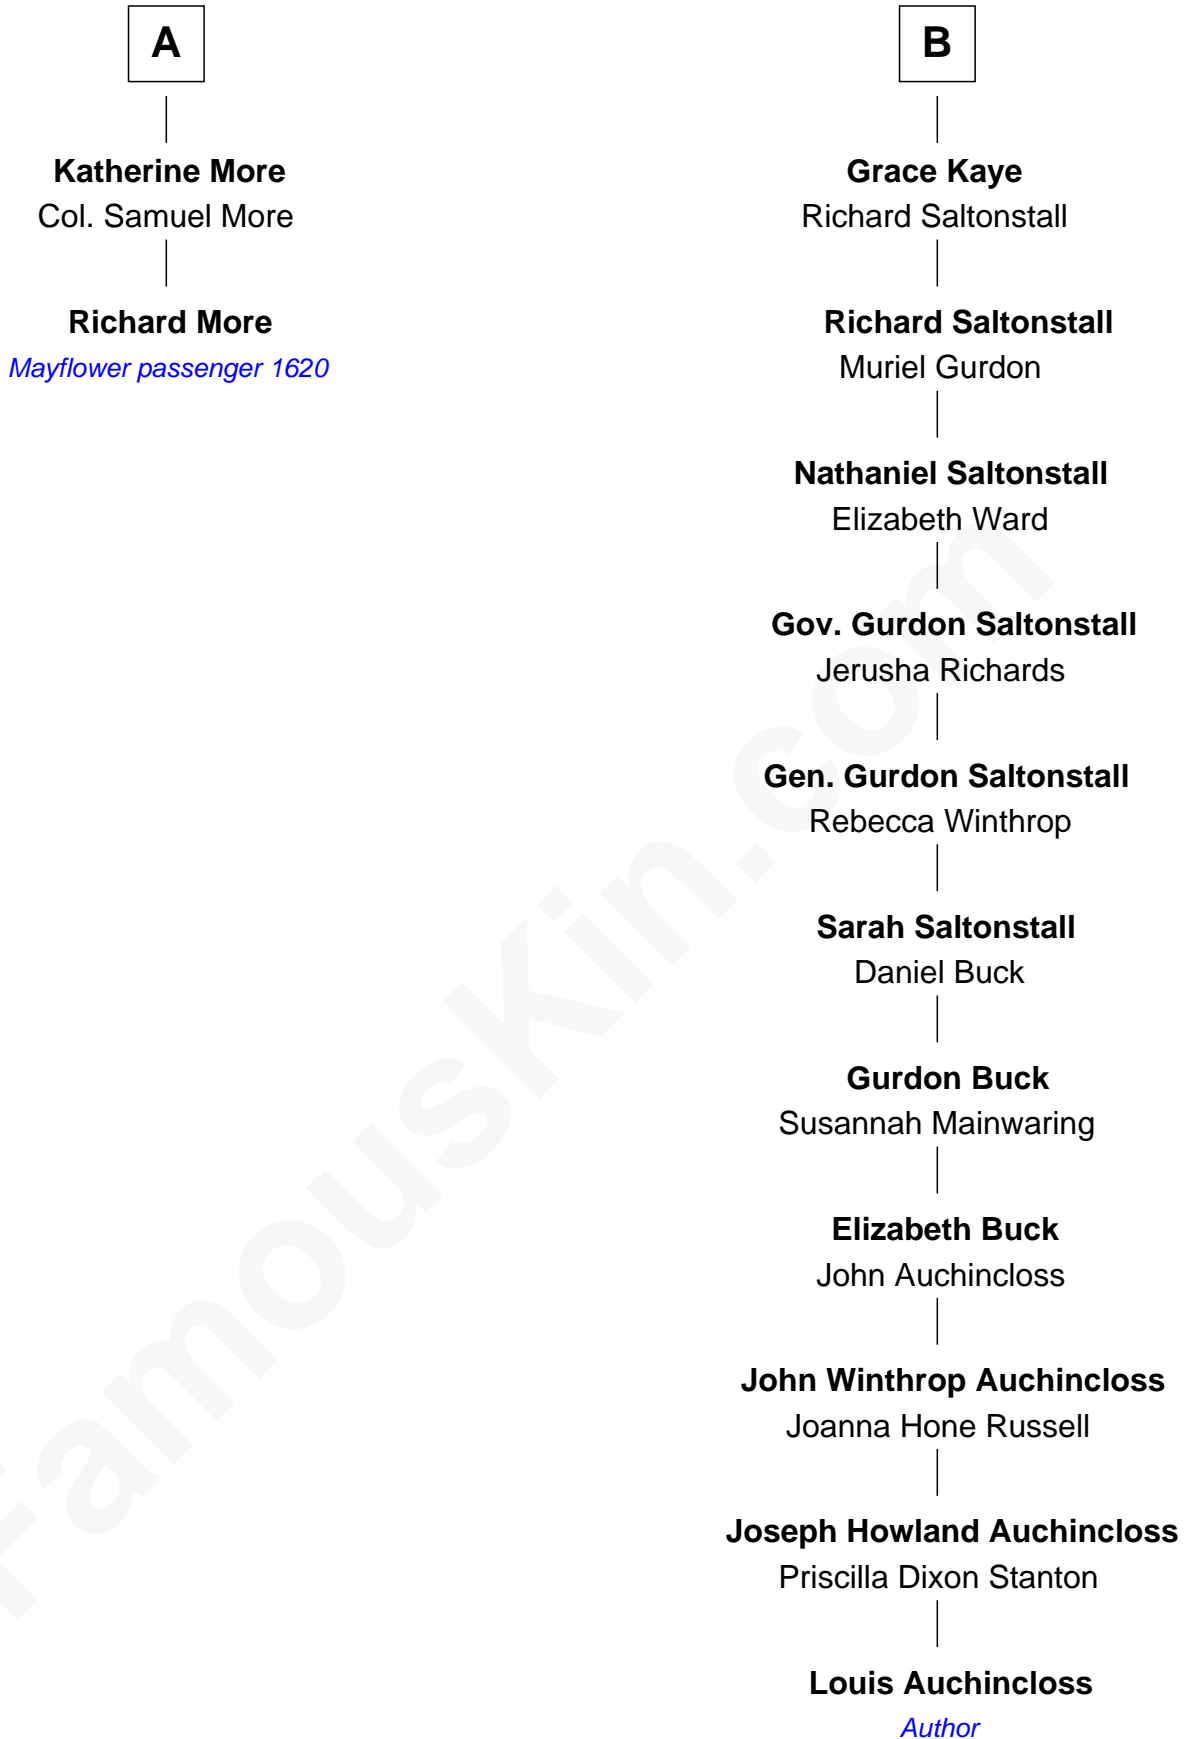 A
Katherine More
Col. Samuel More
Richard More
Mayflower passenger 1620
B
Grace Kaye
Richard Saltonstall
Richard Saltonstall
Muriel Gurdon
Nathaniel Saltonstall
Elizabeth Ward
Gov. Gurdon Saltonstall
Jerusha Richards
Gen. Gurdon Saltonstall
Rebecca Winthrop
Sarah Saltonstall
Daniel Buck
Gurdon Buck
Susannah Mainwaring
Elizabeth Buck
John Auchincloss
John Winthrop Auchincloss
Joanna Hone Russell
Joseph Howland Auchincloss
Priscilla Dixon Stanton
Louis Auchincloss
Author
FamousKin.com